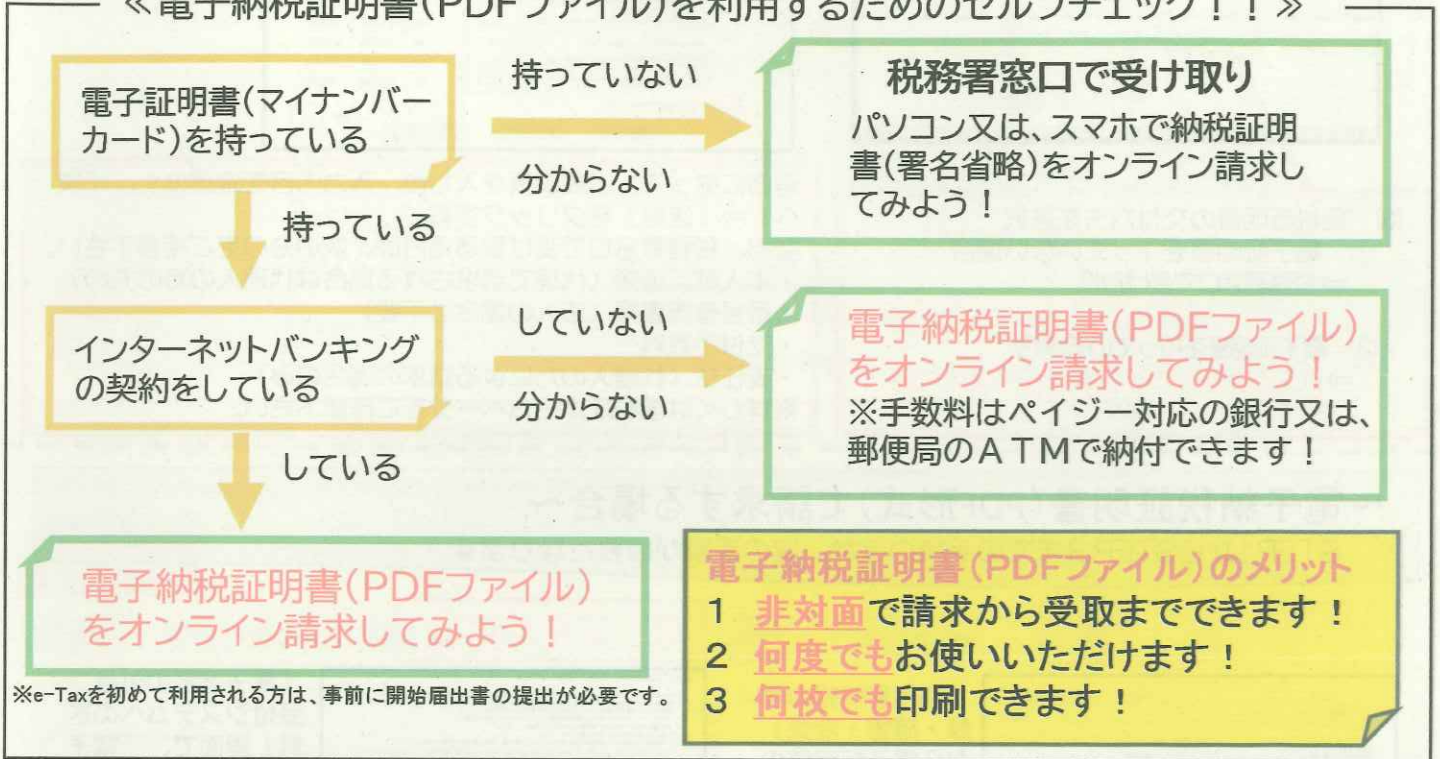 ≪電子納税証明書(PDFファイル)を利用するためのセルフチェック！！≫
電子証明書(マイナンバー
カード)を持っている
持っていない
分からない
税務署窓口で受け取り
パソコン又は、スマホで納税証明
書(署名省略)をオンライン請求し
てみよう！
持っている
インターネットバンキング
の契約をしている
していない
分からない
電子納税証明書(PDFファイル)
をオンライン請求してみよう！
※手数料はペイジー対応の銀行又は、
郵便局のＡＴＭで納付できます！
している
電子納税証明書(PDFファイル)
をオンライン請求してみよう！
※e-Taxを初めて利用される方は、事前に開始届出書の提出が必要です。
電子納税証明書(PDFファイル)のメリット
1 非対面で請求から受取までできます！
2 何度でもお使いいただけます！
3 何枚でも印刷できます！